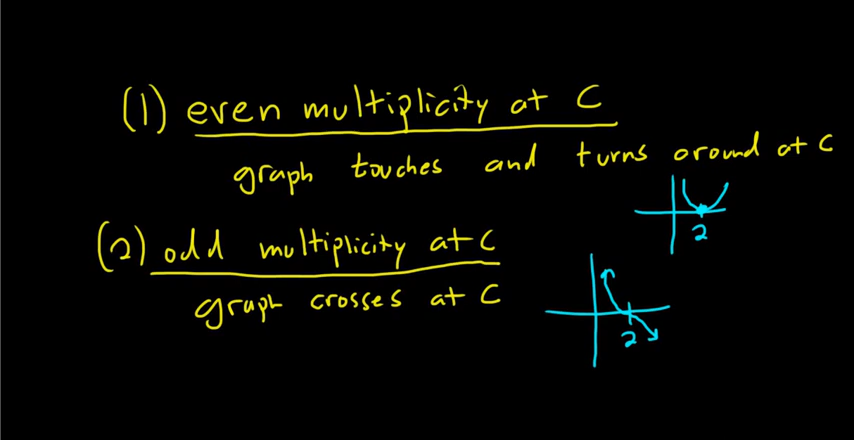 (1) even multiplicity at C
graph touches and turns around at C
2
(2) odd multiplicity at C
graph crosses at C
2